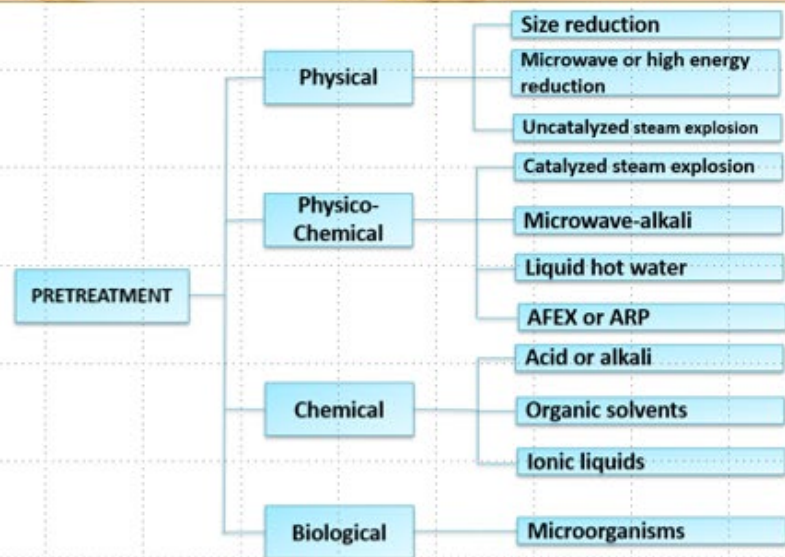 PRETREATMENT
Physical
Size reduction
Microwave or high energy
reduction
Uncatalyzed steam explosion
Physico-
Chemical
Catalyzed steam explosion
Microwave-alkali
Liquid hot water
AFEX or ARP
Chemical
Acid or alkali
Organic solvents
Ionic liquids
Biological
Microorganisms